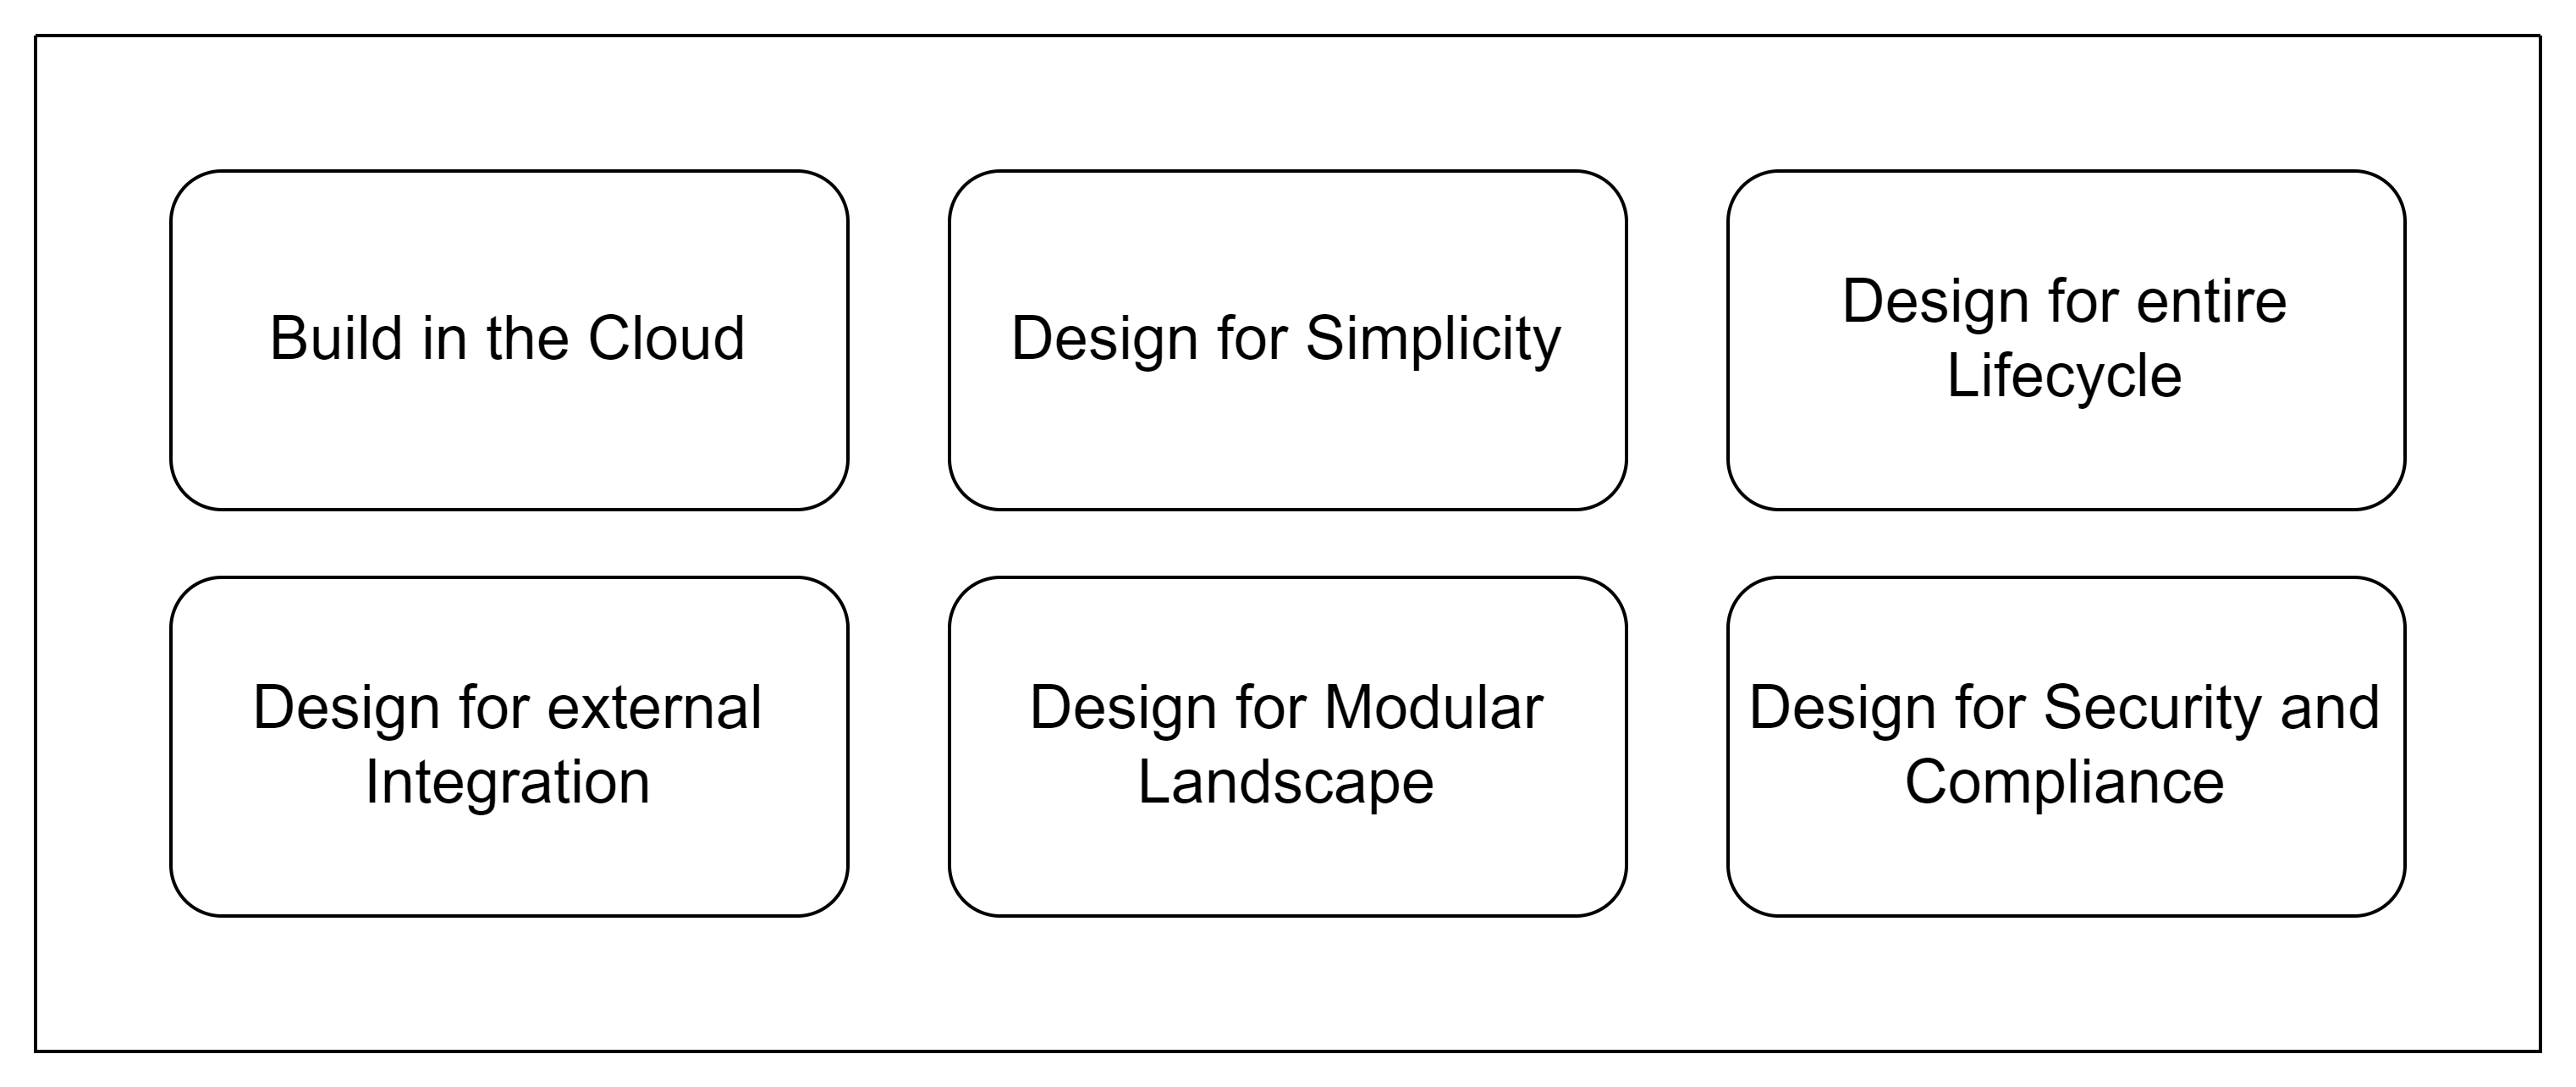 Build in the Cloud
Design for Simplicity
Design for entire
Lifecycle
Design for external
Integration
Design for Modular
Landscape
Design for Security and
Compliance